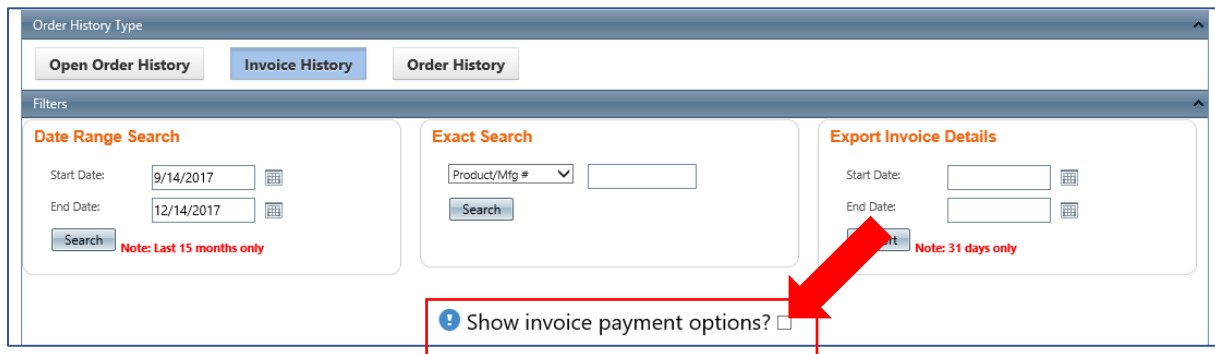 Order History Type
Open Order History
Invoice History
Order History
Filters
Date Range Search
Start Date:
9/14/2017
End Date:
12/14/2017
Search
Note: Last 15 months only
Exact Search
Product/Mfg #
Search
Export Invoice Details
Start Date:
End Date:
Note: 31 days only
Show invoice payment options?